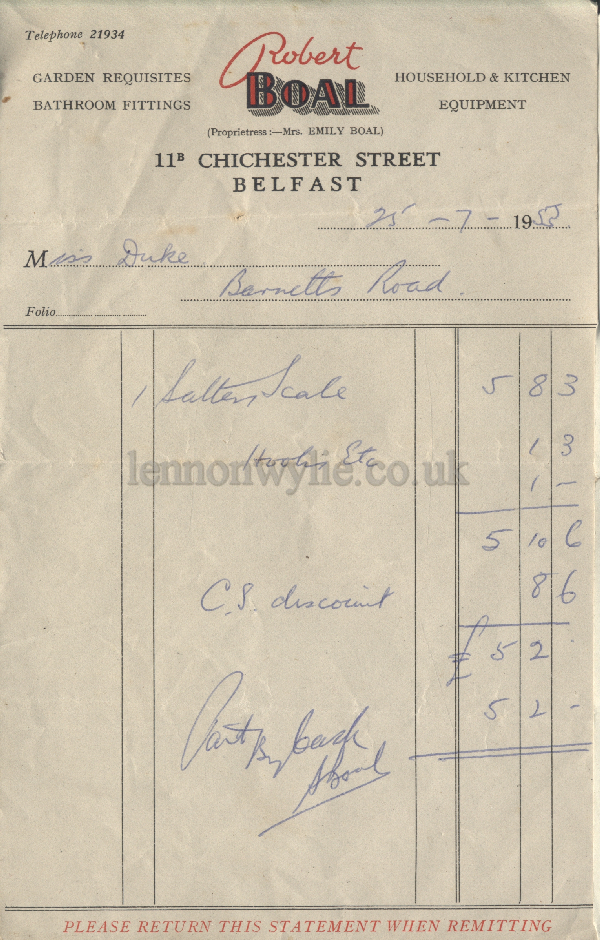 Telephone 21934
Robert
BOAL
GARDEN REQUISITES
BATHROOM FITTINGS
HOUSEHOLD & KITCHEN
EQUIPMENT
(Proprietress:—Mrs. EMILY BOAL)
11B CHICHESTER STREET
BELFAST
25 - 7 - 1953
Miss Duke
Barnetts Road.
Folio
1 Salters Scale 5 8 3
Hooks Etc 1 3
1 -
5 10 6
C.S. discount 8 6
£ 5 2
5 2 -
By Cash
Boal
lennonwylie.co.uk
PLEASE RETURN THIS STATEMENT WHEN REMITTING